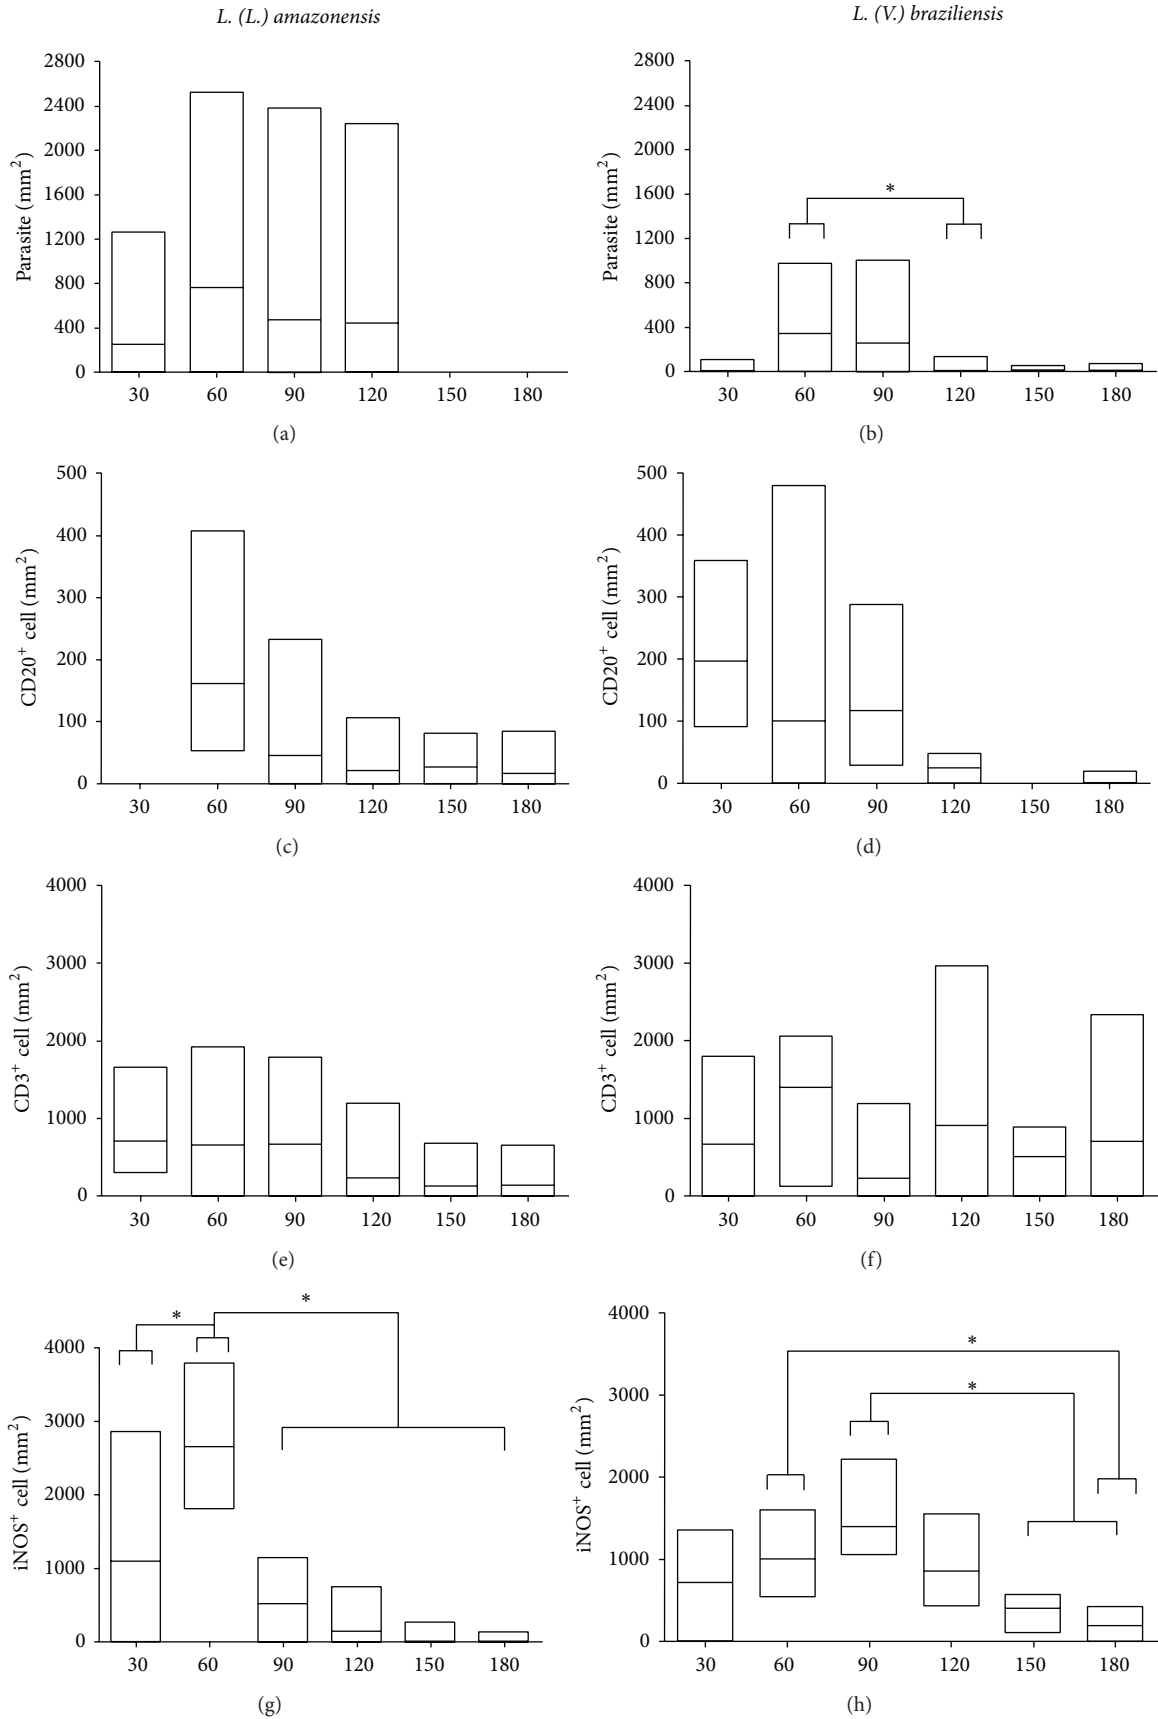 L. (L.) amazonensis
L. (V.) braziliensis
2800
2400
2000
1600
1200
800
400
0
Parasite (mm²)
30 60 90 120 150 180
(a)
2800
2400
2000
1600
1200
800
400
0
Parasite (mm²)
*
30 60 90 120 150 180
(b)
500
400
300
200
100
0
CD20⁺ cell (mm²)
30 60 90 120 150 180
(c)
500
400
300
200
100
0
CD20⁺ cell (mm²)
30 60 90 120 150 180
(d)
4000
3000
2000
1000
0
CD3⁺ cell (mm²)
30 60 90 120 150 180
(e)
4000
3000
2000
1000
0
CD3⁺ cell (mm²)
30 60 90 120 150 180
(f)
* *
4000
3000
2000
1000
0
iNOS⁺ cell (mm²)
30 60 90 120 150 180
(g)
4000
3000
2000
1000
0
iNOS⁺ cell (mm²)
*
*
30 60 90 120 150 180
(h)